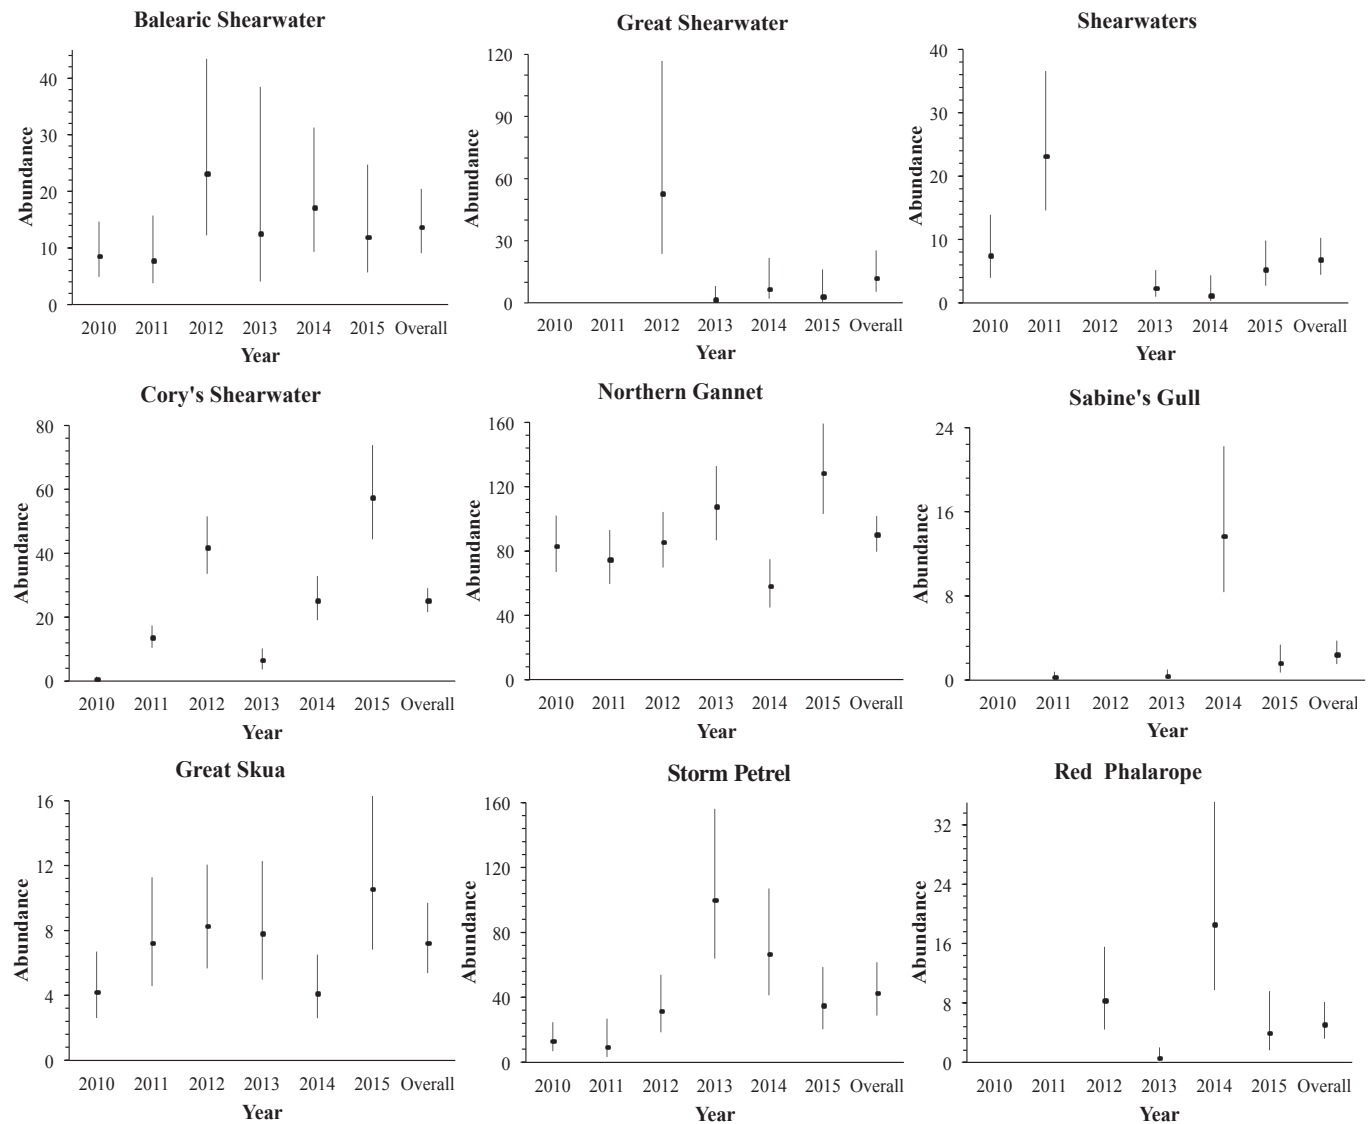 Balearic Shearwater
Abundance
40
30
20
10
0
2010 2011 2012 2013 2014 2015 Overall
Year
Great Shearwater
Abundance
120
90
60
30
0
2010 2011 2012 2013 2014 2015 Overall
Year
Shearwaters
Abundance
40
30
20
10
0
2010 2011 2012 2013 2014 2015 Overall
Year
Cory's Shearwater
Abundance
80
60
40
20
0
2010 2011 2012 2013 2014 2015 Overall
Year
Northern Gannet
Abundance
160
120
80
40
0
2010 2011 2012 2013 2014 2015 Overall
Year
Sabine's Gull
Abundance
24
16
8
0
2010 2011 2012 2013 2014 2015 Overal
Year
Great Skua
Abundance
16
12
8
4
0
2010 2011 2012 2013 2014 2015 Overall
Year
Storm Petrel
Abundance
160
120
80
40
0
2010 2011 2012 2013 2014 2015 Overall
Year
Red Phalarope
Abundance
32
24
16
8
0
2010 2011 2012 2013 2014 2015 Overall
Year